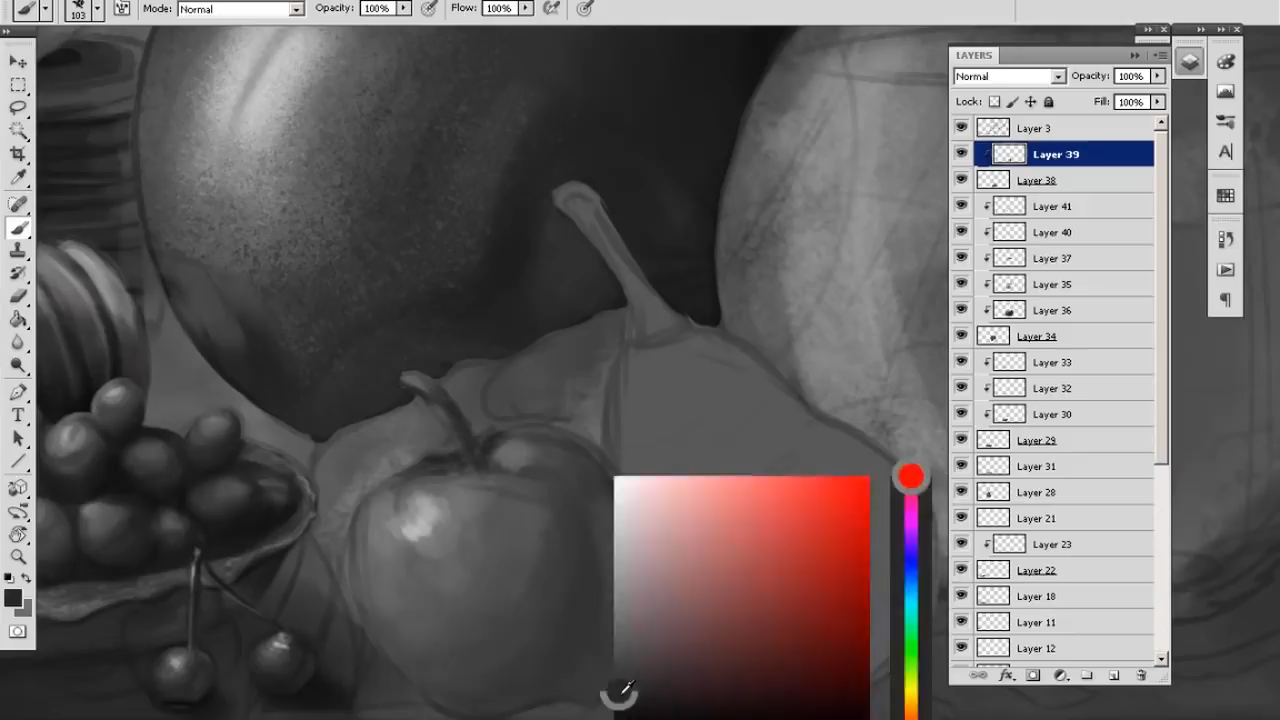 103
Mode: Normal
Opacity: 100%
Flow: 100%
LAYERS
Normal
Opacity: 100%
Lock:
Fill: 100%
Layer 3
Layer 39
Layer 38
Layer 41
Layer 40
Layer 37
Layer 35
Layer 36
Layer 34
Layer 33
Layer 32
Layer 30
Layer 29
Layer 31
Layer 28
Layer 21
Layer 23
Layer 22
Layer 18
Layer 11
Layer 12